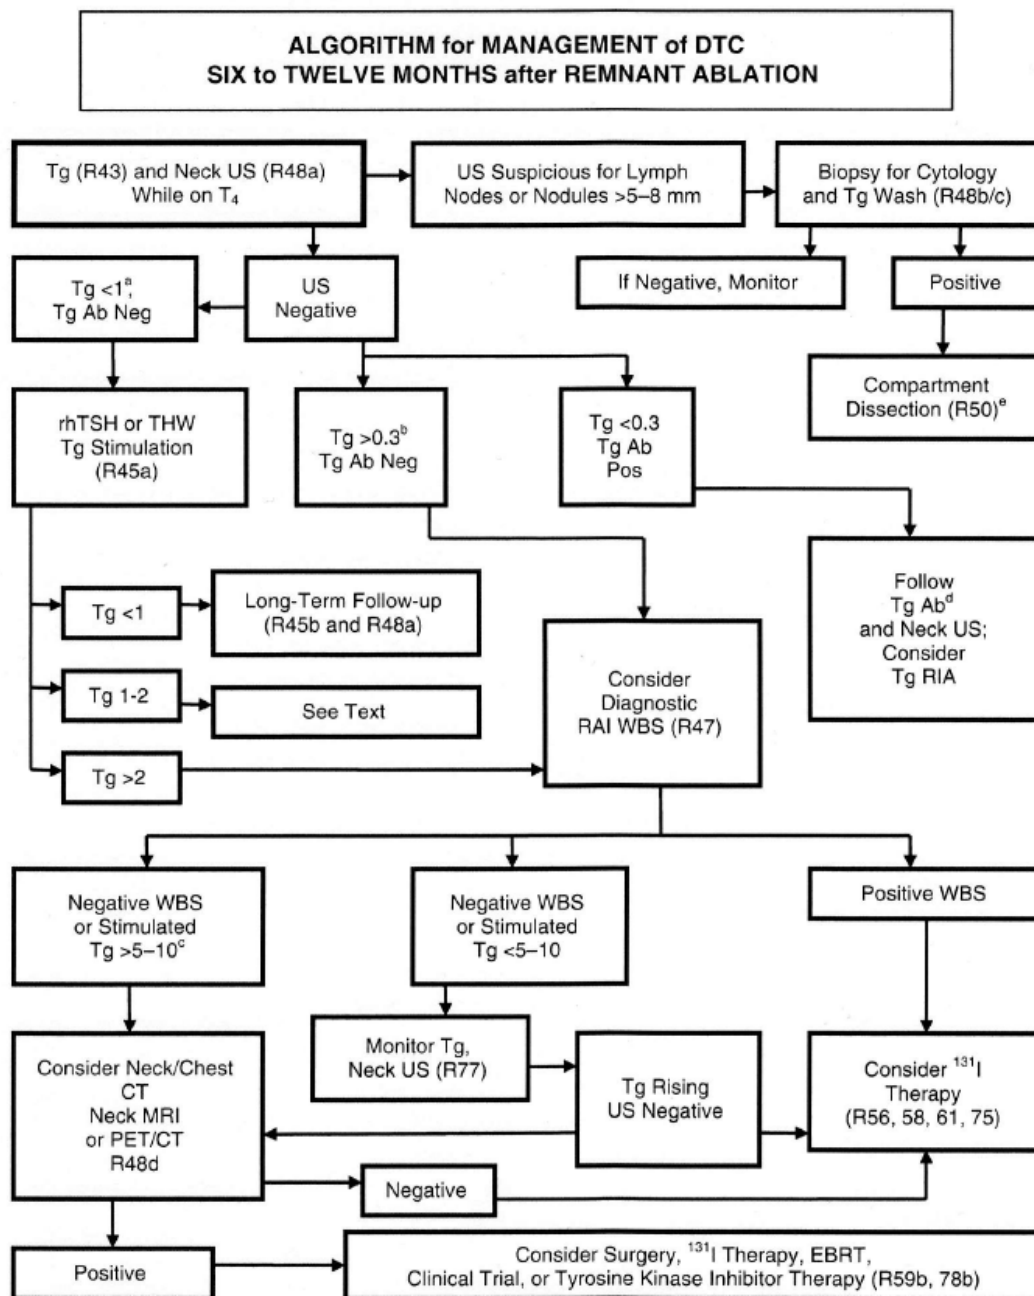 ALGORITHM for MANAGEMENT of DTC
SIX to TWELVE MONTHS after REMNANT ABLATION
Tg (R43) and Neck US (R48a)
While on T₄
US Suspicious for Lymph
Nodes or Nodules >5–8 mm
Biopsy for Cytology
and Tg Wash (R48b/c)
If Negative, Monitor
Positive
Tg <1ᵃ,
Tg Ab Neg
US
Negative
Compartment
Dissection (R50)ᵉ
rhTSH or THW
Tg Stimulation
(R45a)
Tg >0.3ᵇ
Tg Ab Neg
Tg <0.3
Tg Ab
Pos
Follow
Tg Abᵈ
and Neck US;
Consider
Tg RIA
Tg <1
Long-Term Follow-up
(R45b and R48a)
Tg 1-2
See Text
Tg >2
Consider
Diagnostic
RAI WBS (R47)
Negative WBS
or Stimulated
Tg >5–10ᶜ
Negative WBS
or Stimulated
Tg <5–10
Positive WBS
Monitor Tg,
Neck US (R77)
Tg Rising
US Negative
Consider ¹³¹I
Therapy
(R56, 58, 61, 75)
Consider Neck/Chest
CT
Neck MRI
or PET/CT
R48d
Negative
Positive
Consider Surgery, ¹³¹I Therapy, EBRT,
Clinical Trial, or Tyrosine Kinase Inhibitor Therapy (R59b, 78b)